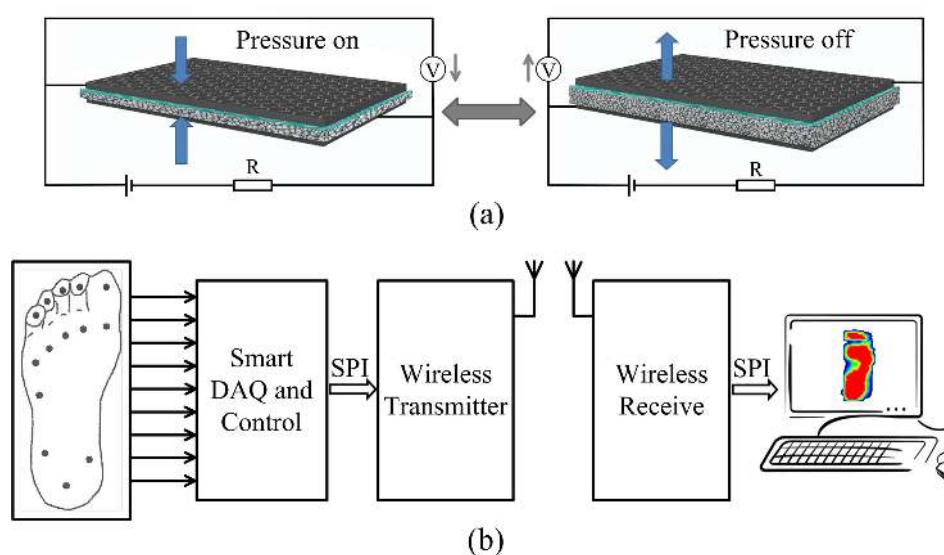 Pressure on
Pressure off
V
V
R
R
(a)
Smart
DAQ and
Control
SPI
Wireless
Transmitter
Wireless
Receive
SPI
(b)